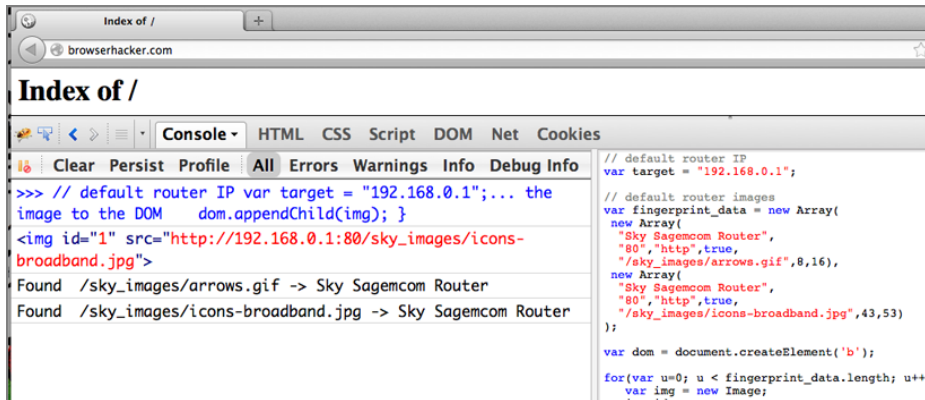 Index of /
browserhacker.com
Index of /
Console HTML CSS Script DOM Net Cookies
Clear Persist Profile All Errors Warnings Info Debug Info
>>> // default router IP var target = "192.168.0.1";... the
image to the DOM    dom.appendChild(img); }
<img id="1" src="http://192.168.0.1:80/sky_images/icons-
broadband.jpg">
Found  /sky_images/arrows.gif -> Sky Sagemcom Router
Found  /sky_images/icons-broadband.jpg -> Sky Sagemcom Router
// default router IP
var target = "192.168.0.1";
// default router images
var fingerprint_data = new Array(
new Array(
"Sky Sagemcom Router",
"80","http",true,
"/sky_images/arrows.gif",8,16),
new Array(
"Sky Sagemcom Router",
"80","http",true,
"/sky_images/icons-broadband.jpg",43,53)
);
var dom = document.createElement('b');
for(var u=0; u < fingerprint_data.length; u++
var img = new Image;